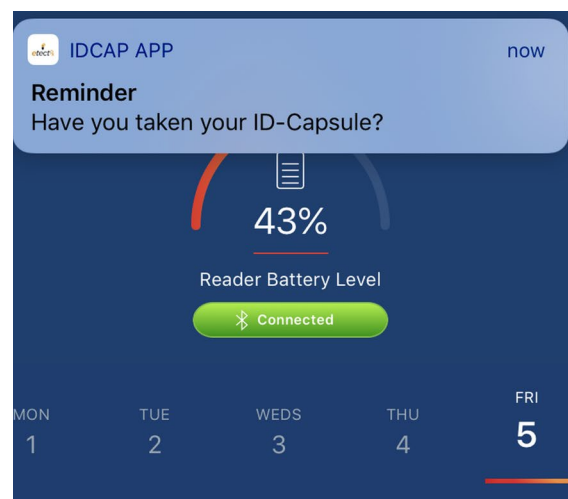 etectRx
IDCAP APP
now
Reminder
Have you taken your ID-Capsule?
43%
Reader Battery Level
Connected
MON
TUE
WEDS
THU
FRI
1
2
3
4
5